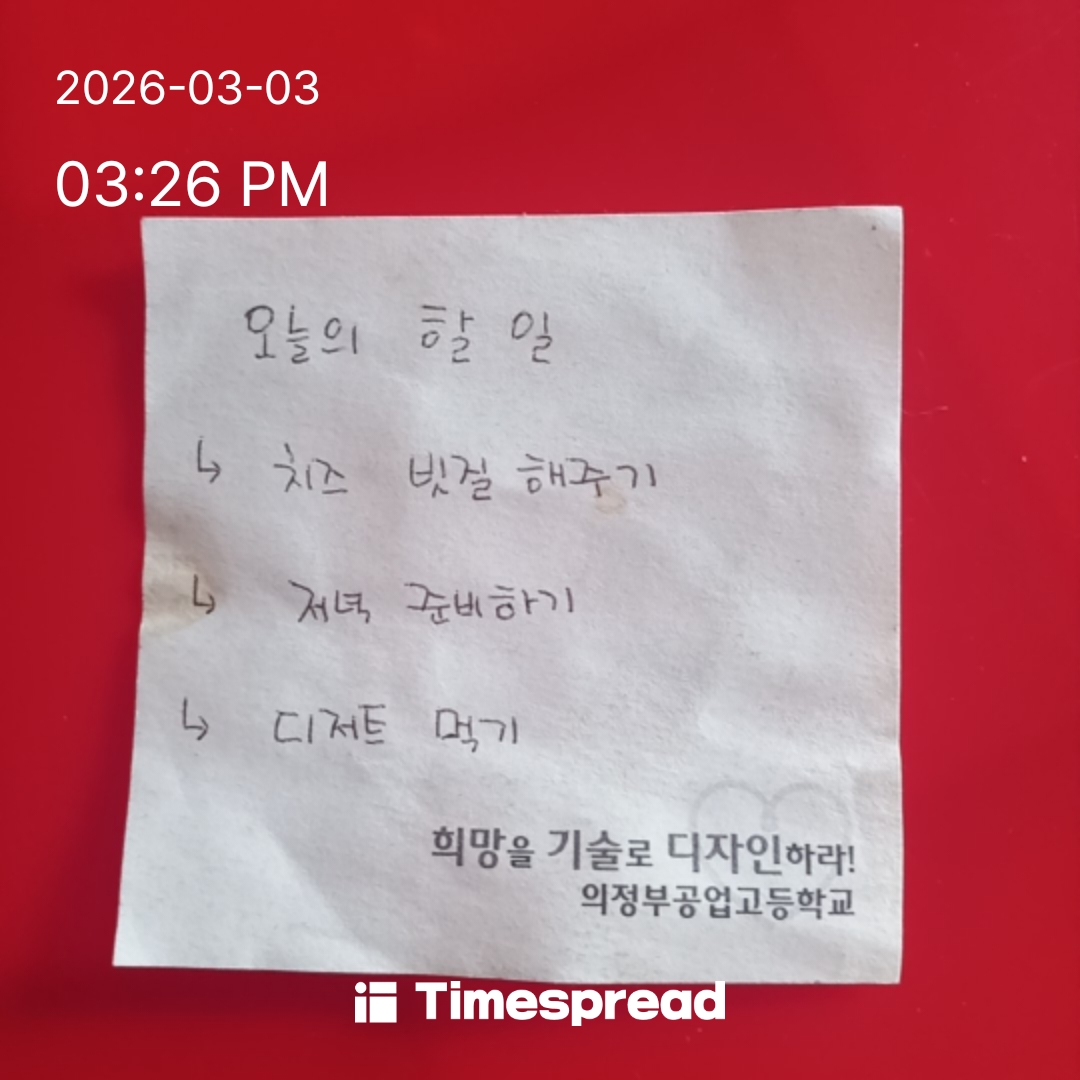 2026-03-03
03:26 PM
오늘의 할 일
↳ 치즈 빗질 해주기
↳ 저녁 준비하기
↳ 디저트 먹기
희망을 기술로 디자인하라!
의정부공업고등학교
Timespread